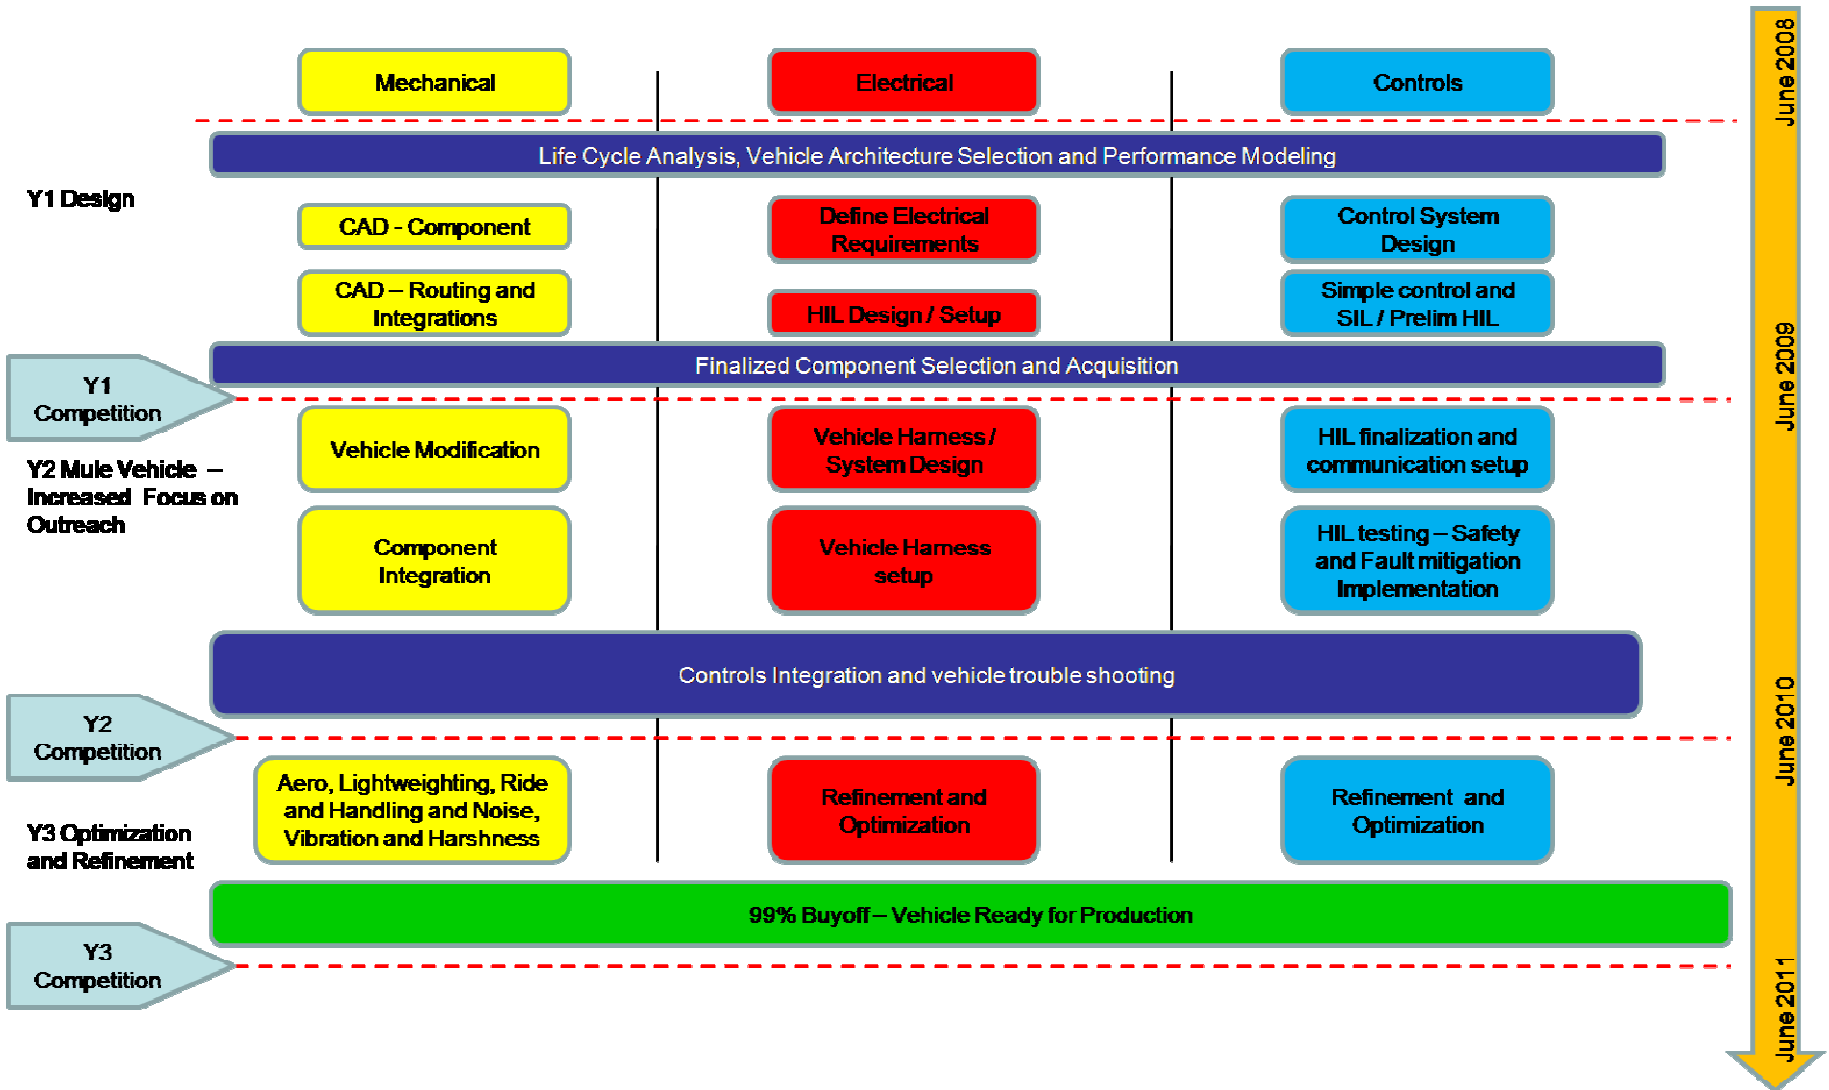 Mechanical
Electrical
Controls
June 2008
Life Cycle Analysis, Vehicle Architecture Selection and Performance Modeling
Y1 Design
CAD - Component
Define Electrical
Requirements
Control System
Design
CAD – Routing and
Integrations
HIL Design / Setup
Simple control and
SIL / Prelim HIL
June 2009
Finalized Component Selection and Acquisition
Y1
Competition
Vehicle Modification
Vehicle Harness /
System Design
HIL finalization and
communication setup
Y2 Mule Vehicle –
Increased Focus on
Outreach
Component
Integration
Vehicle Harness
setup
HIL testing – Safety
and Fault mitigation
Implementation
Controls Integration and vehicle trouble shooting
June 2010
Y2
Competition
Aero, Lightweighting, Ride
and Handling and Noise,
Vibration and Harshness
Refinement and
Optimization
Refinement and
Optimization
Y3 Optimization
and Refinement
99% Buyoff – Vehicle Ready for Production
Y3
Competition
June 2011